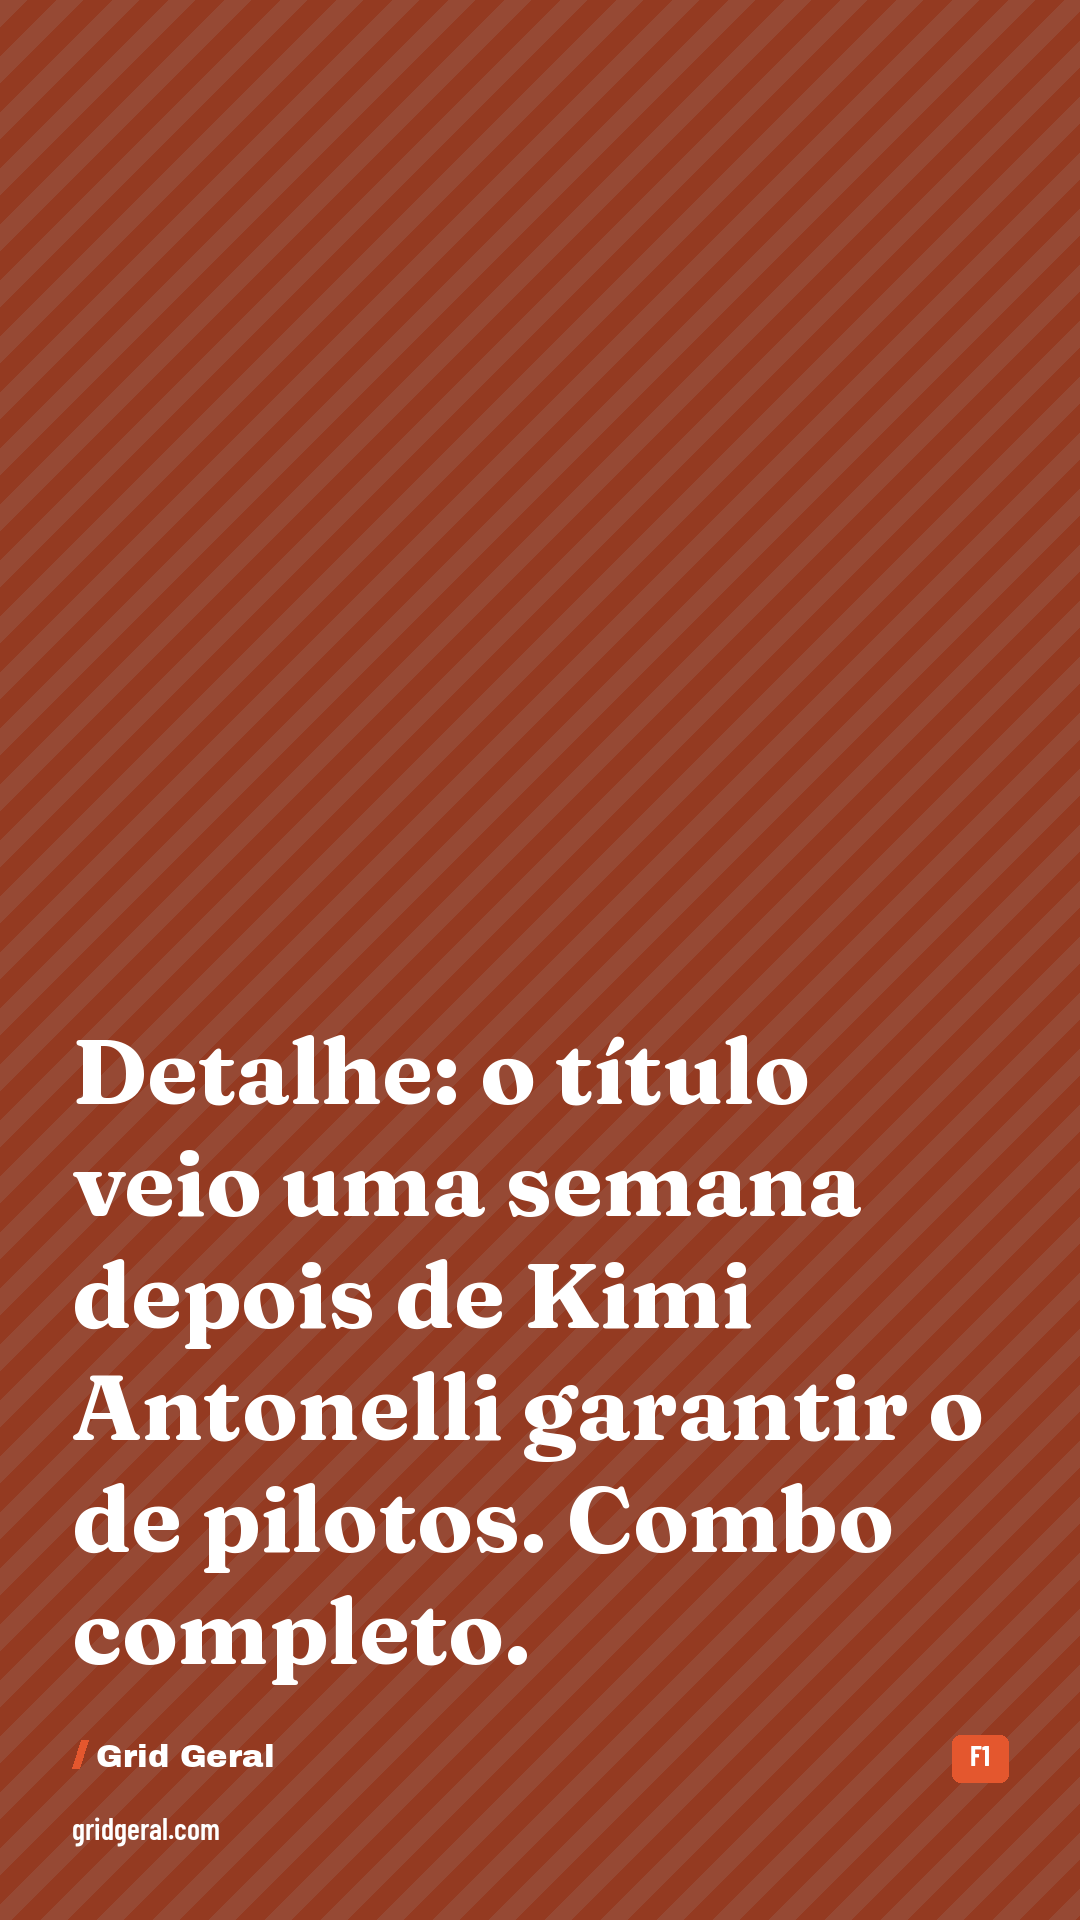 Detalhe: o título
veio uma semana
depois de Kimi
Antonelli garantir o
de pilotos. Combo
completo.
/ Grid Geral
F1
gridgeral.com